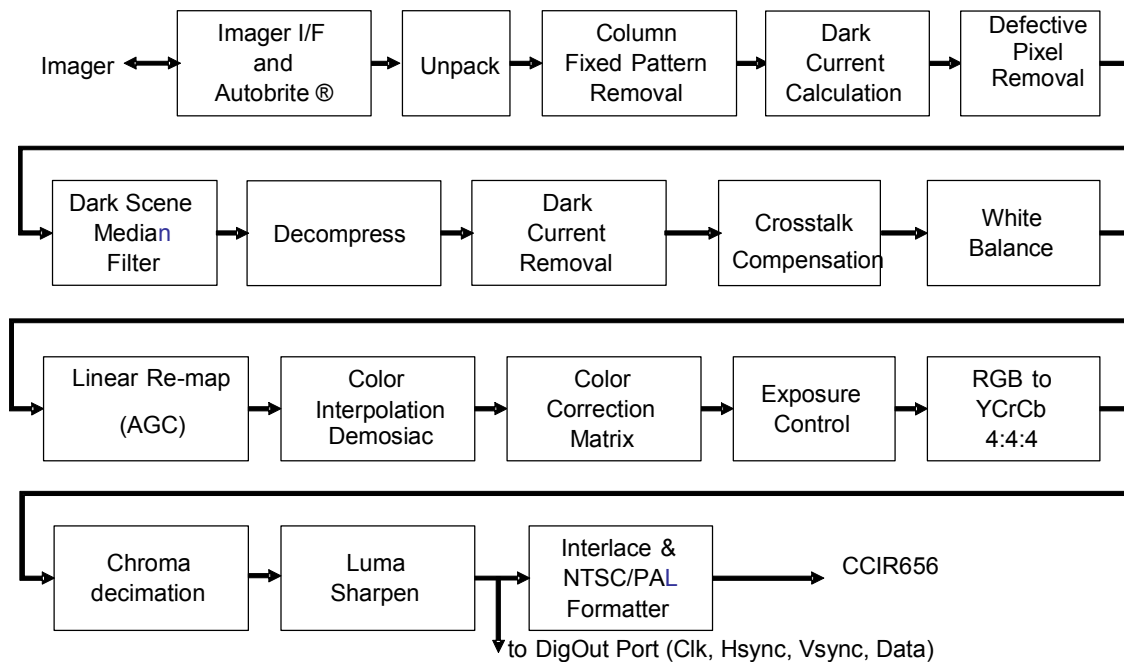 Imager
Imager I/F
and
Autobrite ®
Unpack
Column
Fixed Pattern
Removal
Dark
Current
Calculation
Defective
Pixel
Removal
Dark Scene
Median
Filter
Decompress
Dark
Current
Removal
Crosstalk
Compensation
White
Balance
Linear Re-map
(AGC)
Color
Interpolation
Demosiac
Color
Correction
Matrix
Exposure
Control
RGB to
YCrCb
4:4:4
Chroma
decimation
Luma
Sharpen
Interlace &
NTSC/PAL
Formatter
CCIR656
to DigOut Port (Clk, Hsync, Vsync, Data)